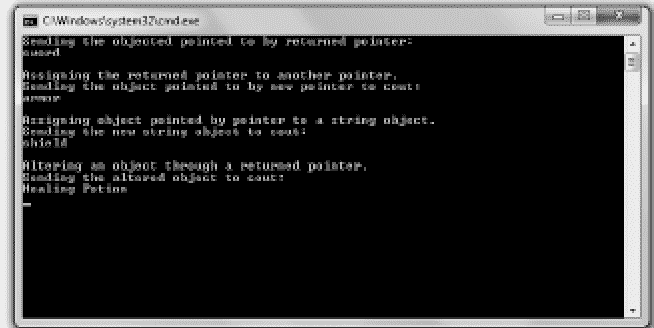 C:\Windows\system32\cmd.exe
Sending the objected pointed to by returned pointer:
sword
Assigning the returned pointer to another pointer.
Sending the object pointed to by new pointer to cout:
armor
Assigning object pointed by pointer to a string object.
Sending the new string object to cout:
shield
Altering an object through a returned pointer.
Sending the altered object to cout:
Healing Potion